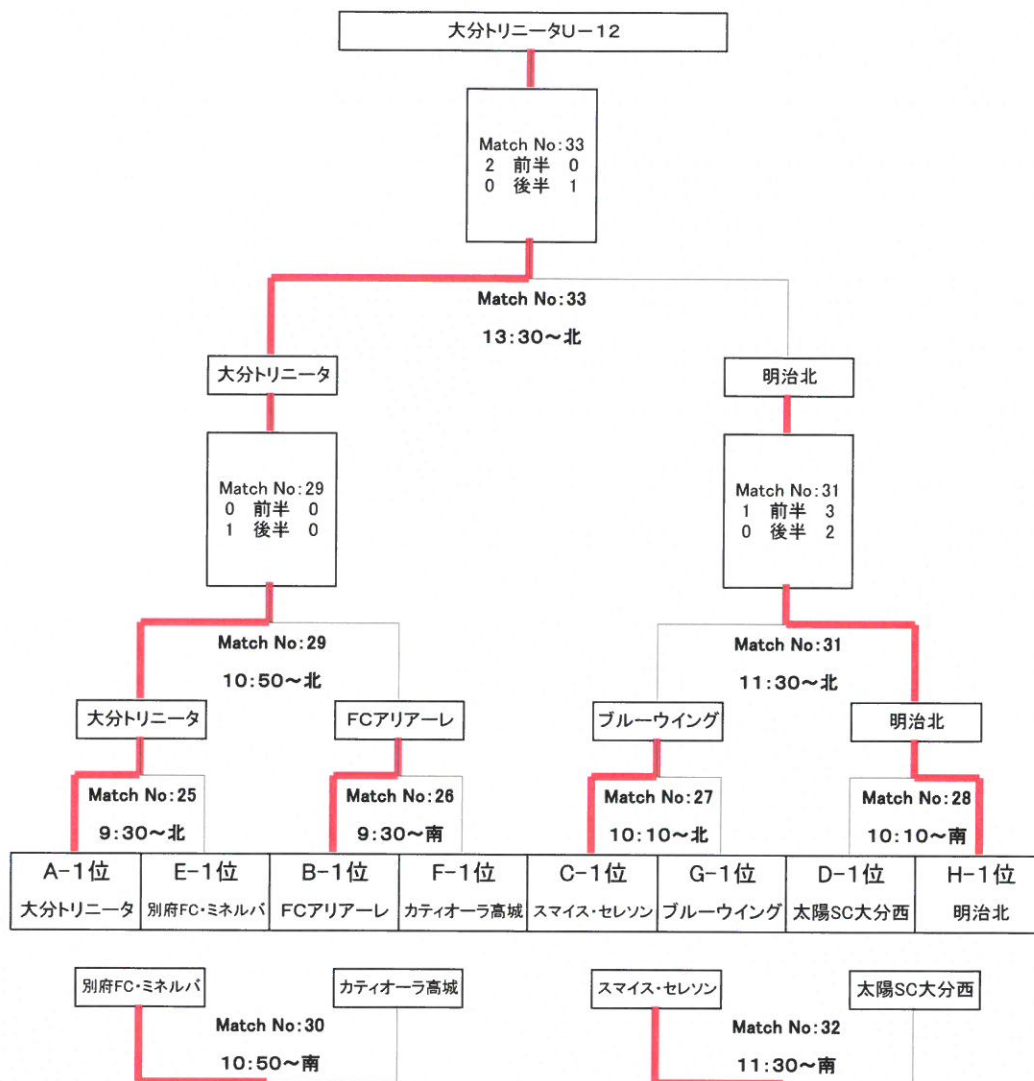 大分トリニータU-12
Match No:33
2 前半 0
0 後半 1
Match No:33
13:30～北
大分トリニータ
明治北
Match No:29
0 前半 0
1 後半 0
Match No:31
1 前半 3
0 後半 2
Match No:29
10:50～北
Match No:31
11:30～北
大分トリニータ
FCアリアーレ
ブルーウイング
明治北
Match No:25
9:30～北
Match No:26
9:30～南
Match No:27
10:10～北
Match No:28
10:10～南
A-1位 E-1位 B-1位 F-1位 C-1位 G-1位 D-1位 H-1位
大分トリニータ 別府FC・ミネルバ FCアリアーレ カティオーラ高城 スマイス・セレソン ブルーウイング 太陽SC大分西 明治北
別府FC・ミネルバ
カティオーラ高城
スマイス・セレソン
太陽SC大分西
Match No:30
10:50～南
Match No:32
11:30～南